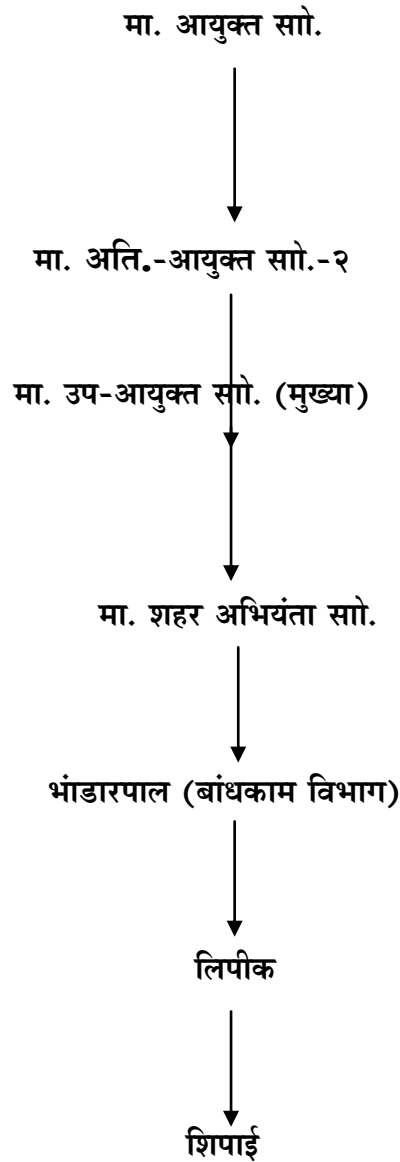 मा. आयुक्त साो.
मा. अति.-आयुक्त साो.-२
मा. उप-आयुक्त साो. (मुख्या)
मा. शहर अभियंता साो.
भांडारपाल (बांधकाम विभाग)
लिपीक
शिपाई